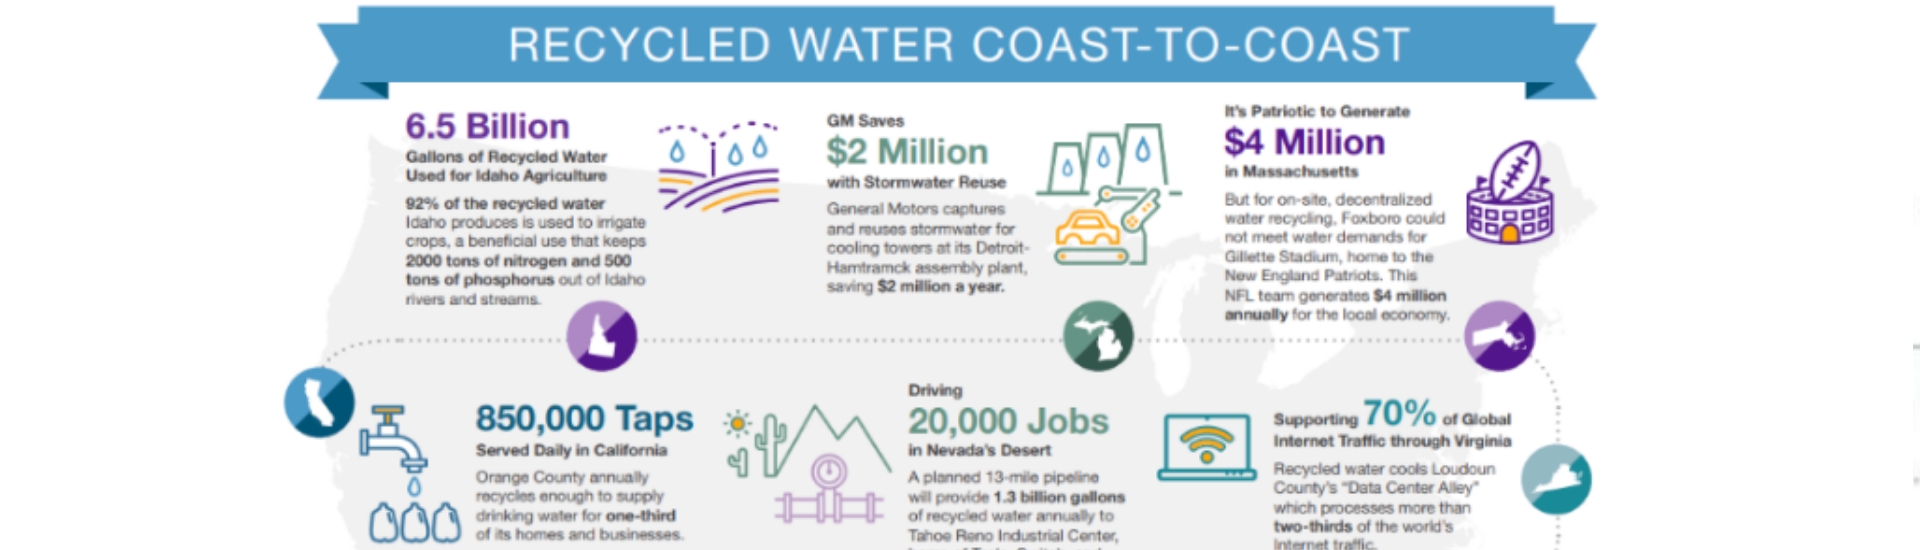 RECYCLED WATER COAST-TO-COAST
6.5 Billion
Gallons of Recycled Water
Used for Idaho Agriculture
92% of the recycled water
Idaho produces is used to irrigate
crops, a beneficial use that keeps
2000 tons of nitrogen and 500
tons of phosphorus out of Idaho
rivers and streams.
GM Saves
$2 Million
with Stormwater Reuse
General Motors captures
and reuses stormwater for
cooling towers at its Detroit-
Hamtramck assembly plant,
saving $2 million a year.
It's Patriotic to Generate
$4 Million
in Massachusetts
But for on-site, decentralized
water recycling, Foxboro could
not meet water demands for
Gillette Stadium, home to the
New England Patriots. This
NFL team generates $4 million
annually for the local economy.
850,000 Taps
Served Daily in California
Orange County annually
recycles enough to supply
drinking water for one-third
of its homes and businesses.
Driving
20,000 Jobs
in Nevada's Desert
A planned 13-mile pipeline
will provide 1.3 billion gallons
of recycled water annually to
Tahoe Reno Industrial Center,
Supporting 70% of Global
Internet Traffic through Virginia
Recycled water cools Loudoun
County's "Data Center Alley"
which processes more than
two-thirds of the world's
Internet traffic.